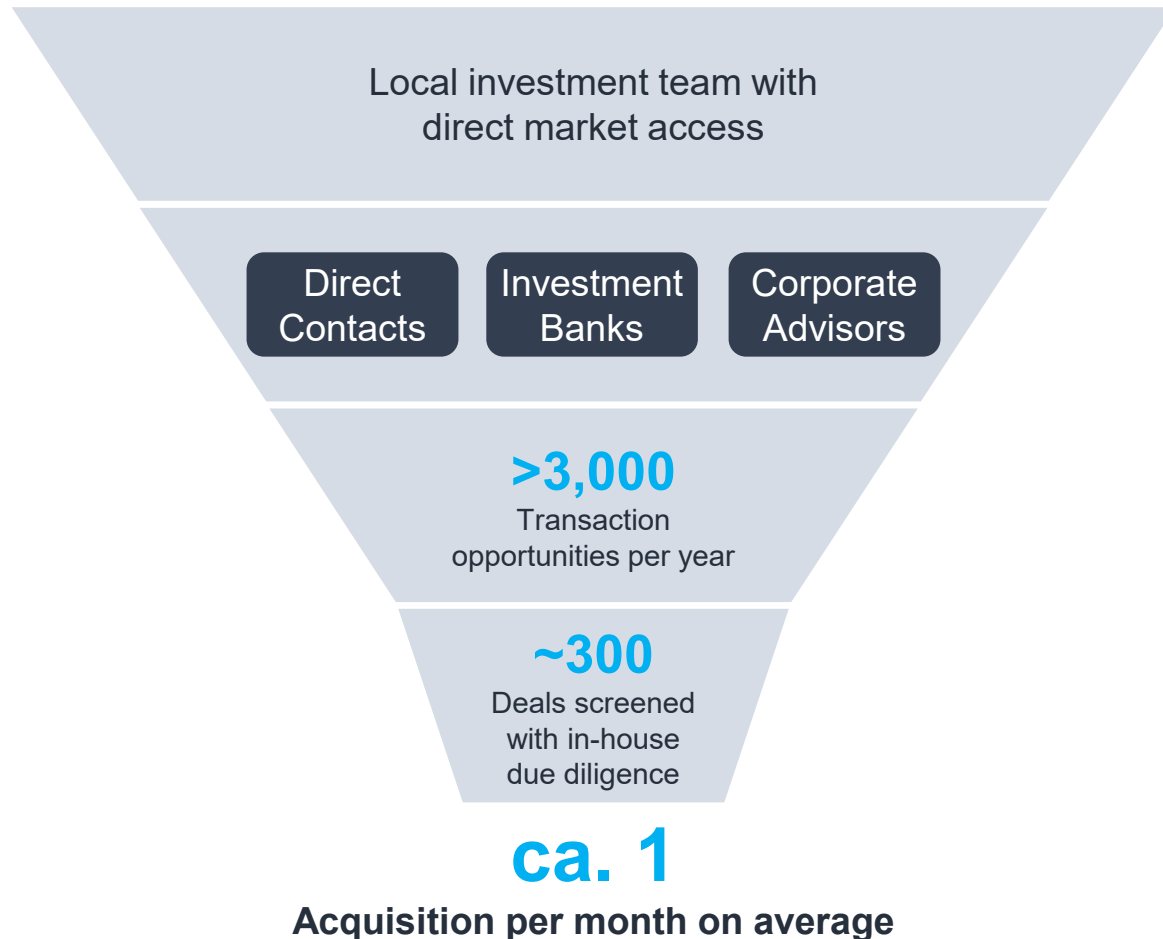 Local investment team with
direct market access
Direct
Contacts
Investment
Banks
Corporate
Advisors
>3,000
Transaction
opportunities per year
~300
Deals screened
with in-house
due diligence
ca. 1
Acquisition per month on average